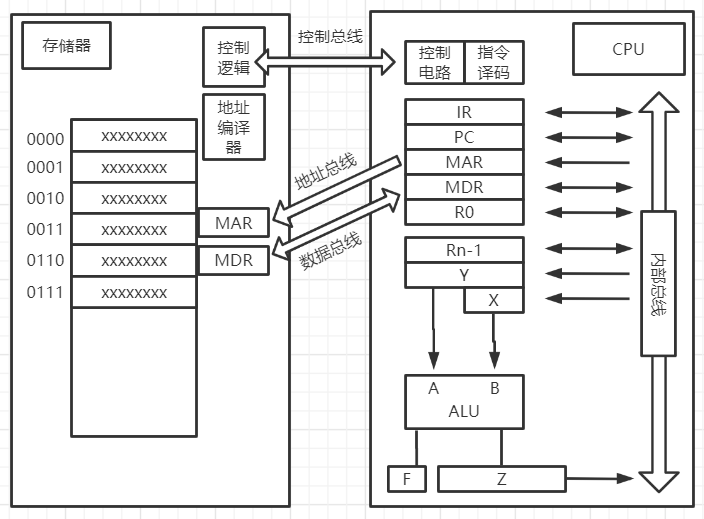 存储器
控制
逻辑
控制总线
控制
电路
指令
译码
CPU
地址
编译
器
0000 xxxxxxxx
0001 xxxxxxxx
0010 xxxxxxxx
0011 xxxxxxxx
0110 xxxxxxxx
0111 xxxxxxxx
MAR
MDR
地址总线
数据总线
IR
PC
MAR
MDR
R0
Rn-1
Y
X
内部总线
A B
ALU
F
Z